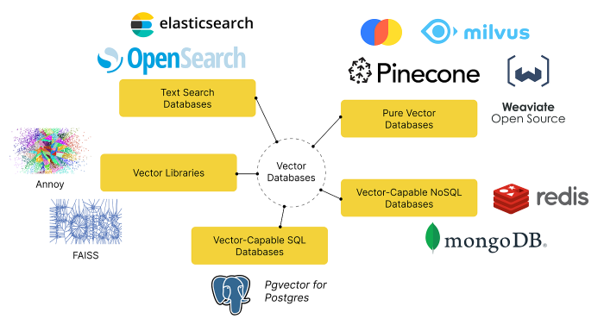 elasticsearch
OpenSearch
milvus
Pinecone
Weaviate
Open Source
Text Search
Databases
Pure Vector
Databases
Annoy
Vector Libraries
Vector
Databases
Vector-Capable NoSQL
Databases
redis
mongoDB®
FAISS
Vector-Capable SQL
Databases
FAISS
Pgvector for
Postgres